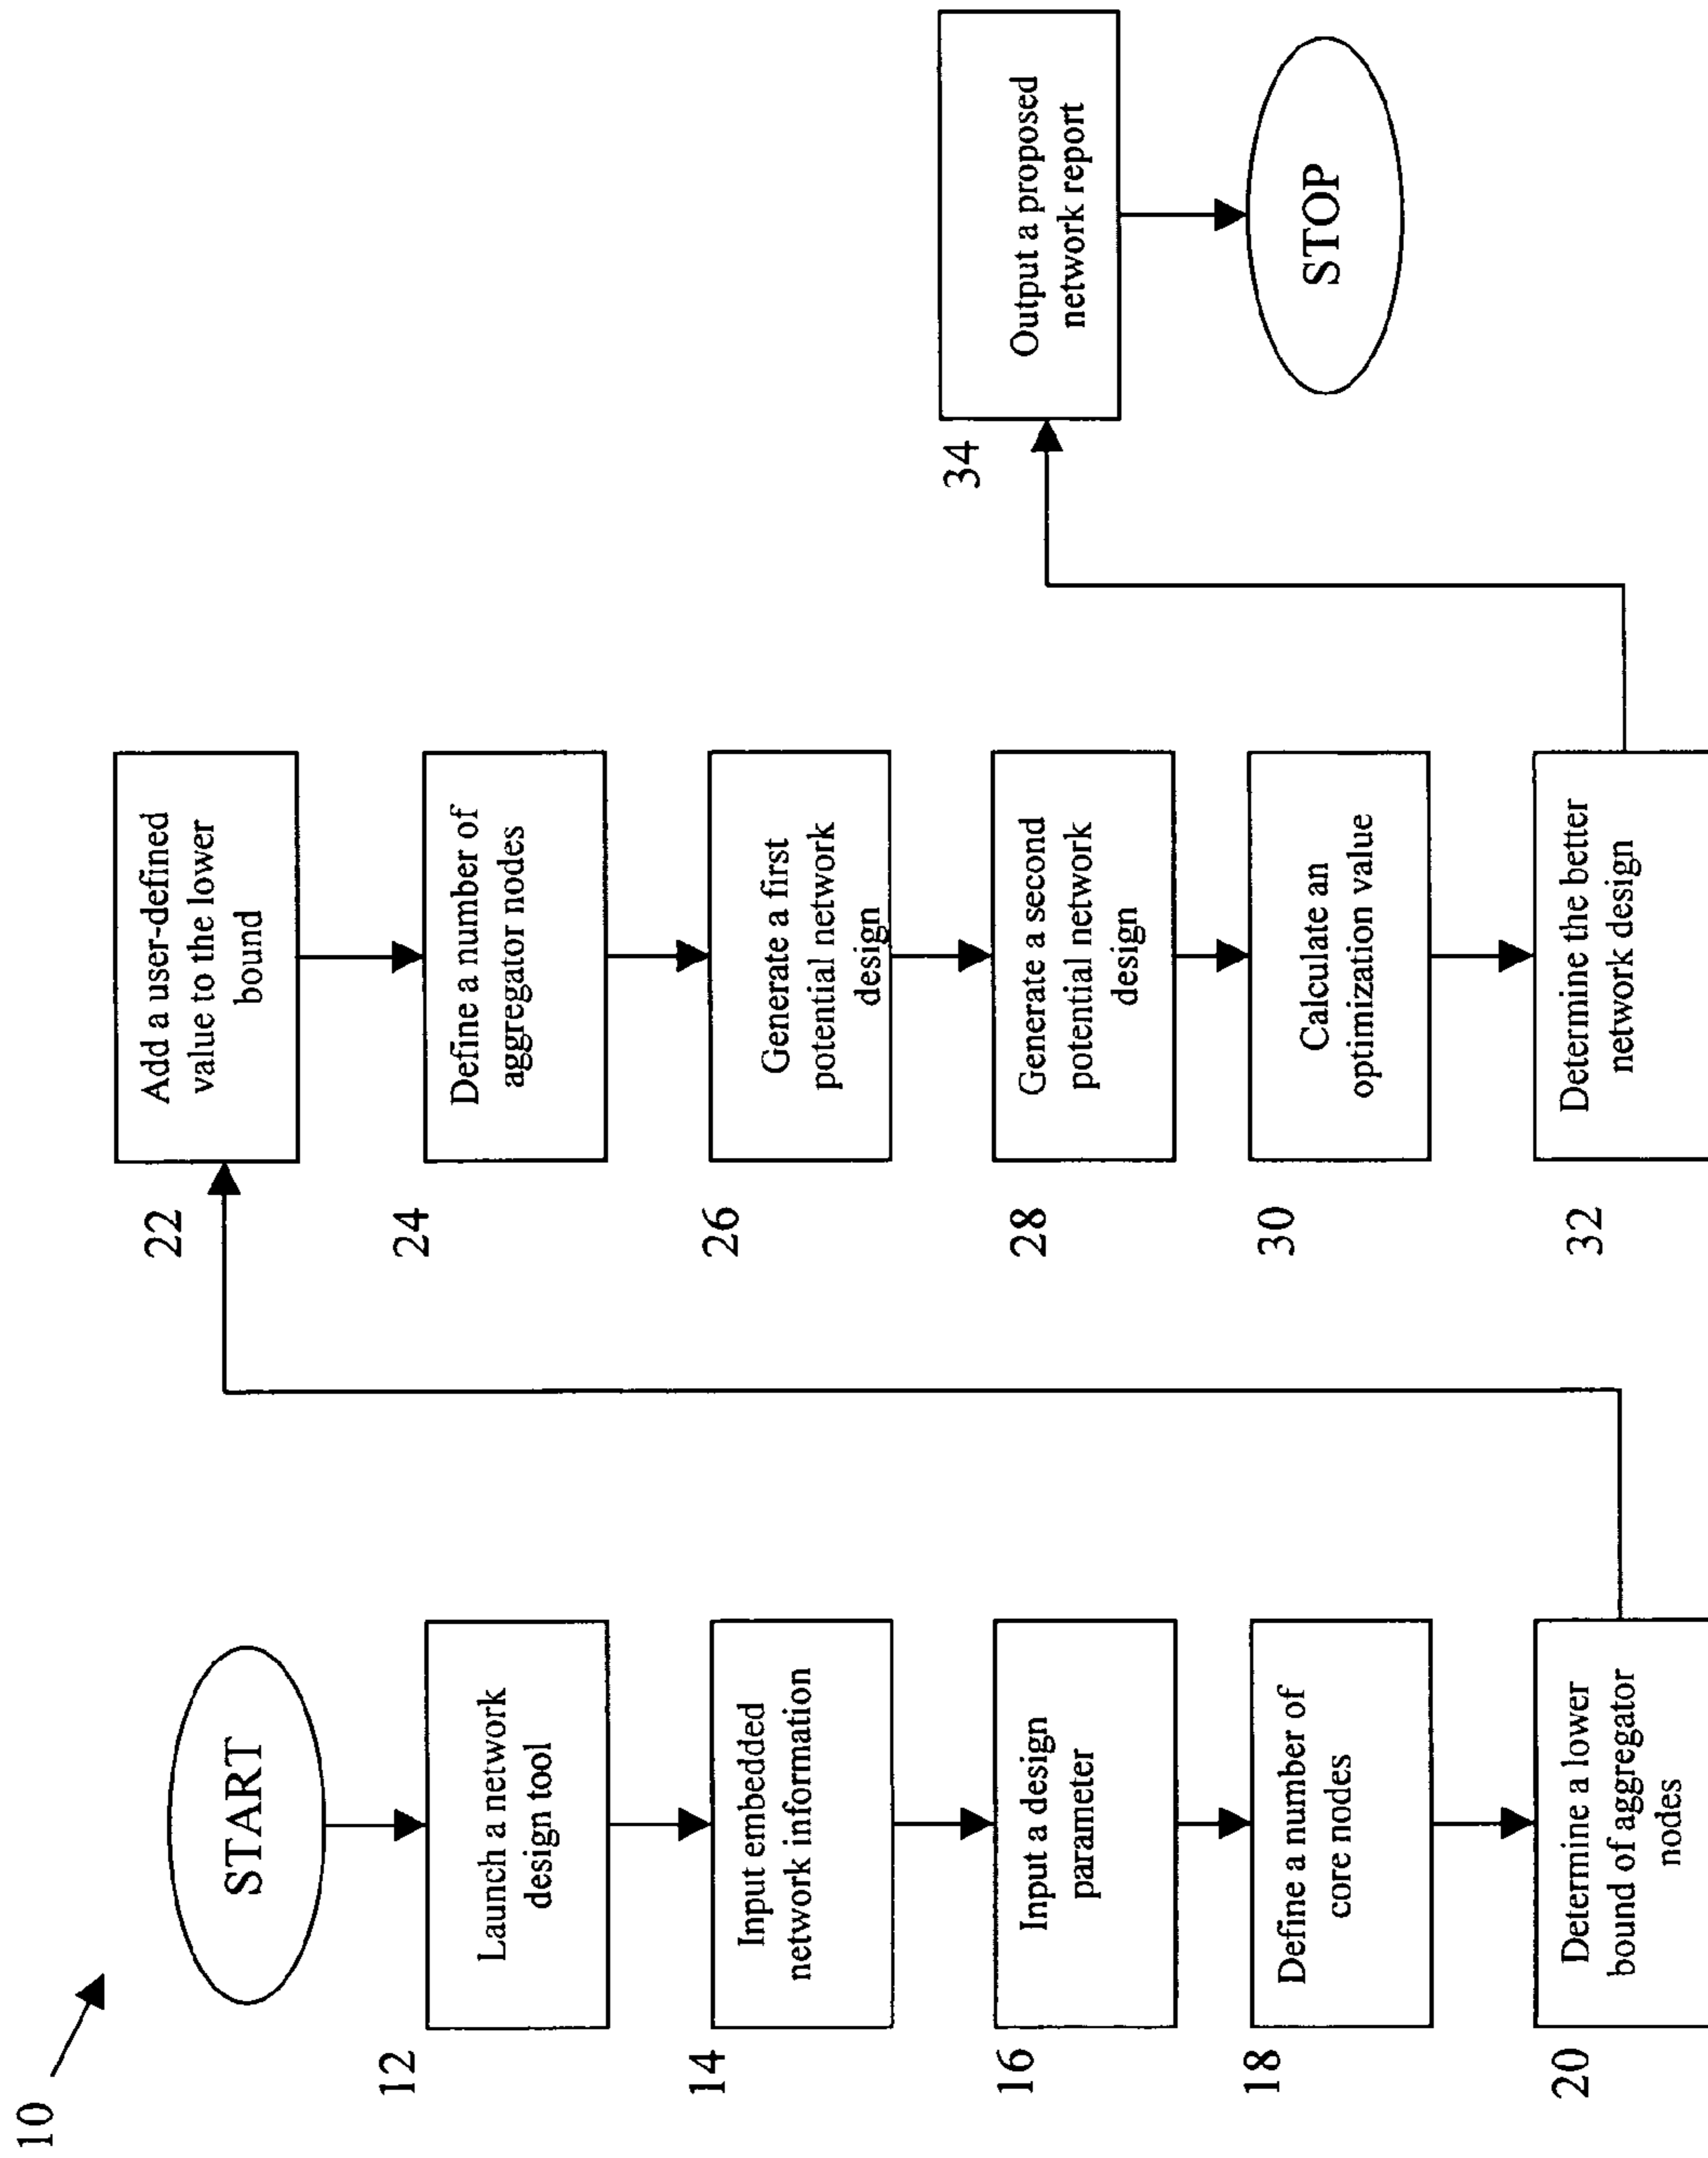 10
START
12
Launch a network
design tool
14
Input embedded
network information
16
Input a design
parameter
18
Define a number of
core nodes
20
Determine a lower
bound of aggregator
nodes
22
Add a user-defined
value to the lower
bound
24
Define a number of
aggregator nodes
26
Generate a first
potential network
design
28
Generate a second
potential network
design
30
Calculate an
optimization value
32
Determine the better
network design
34
Output a proposed
network report
STOP